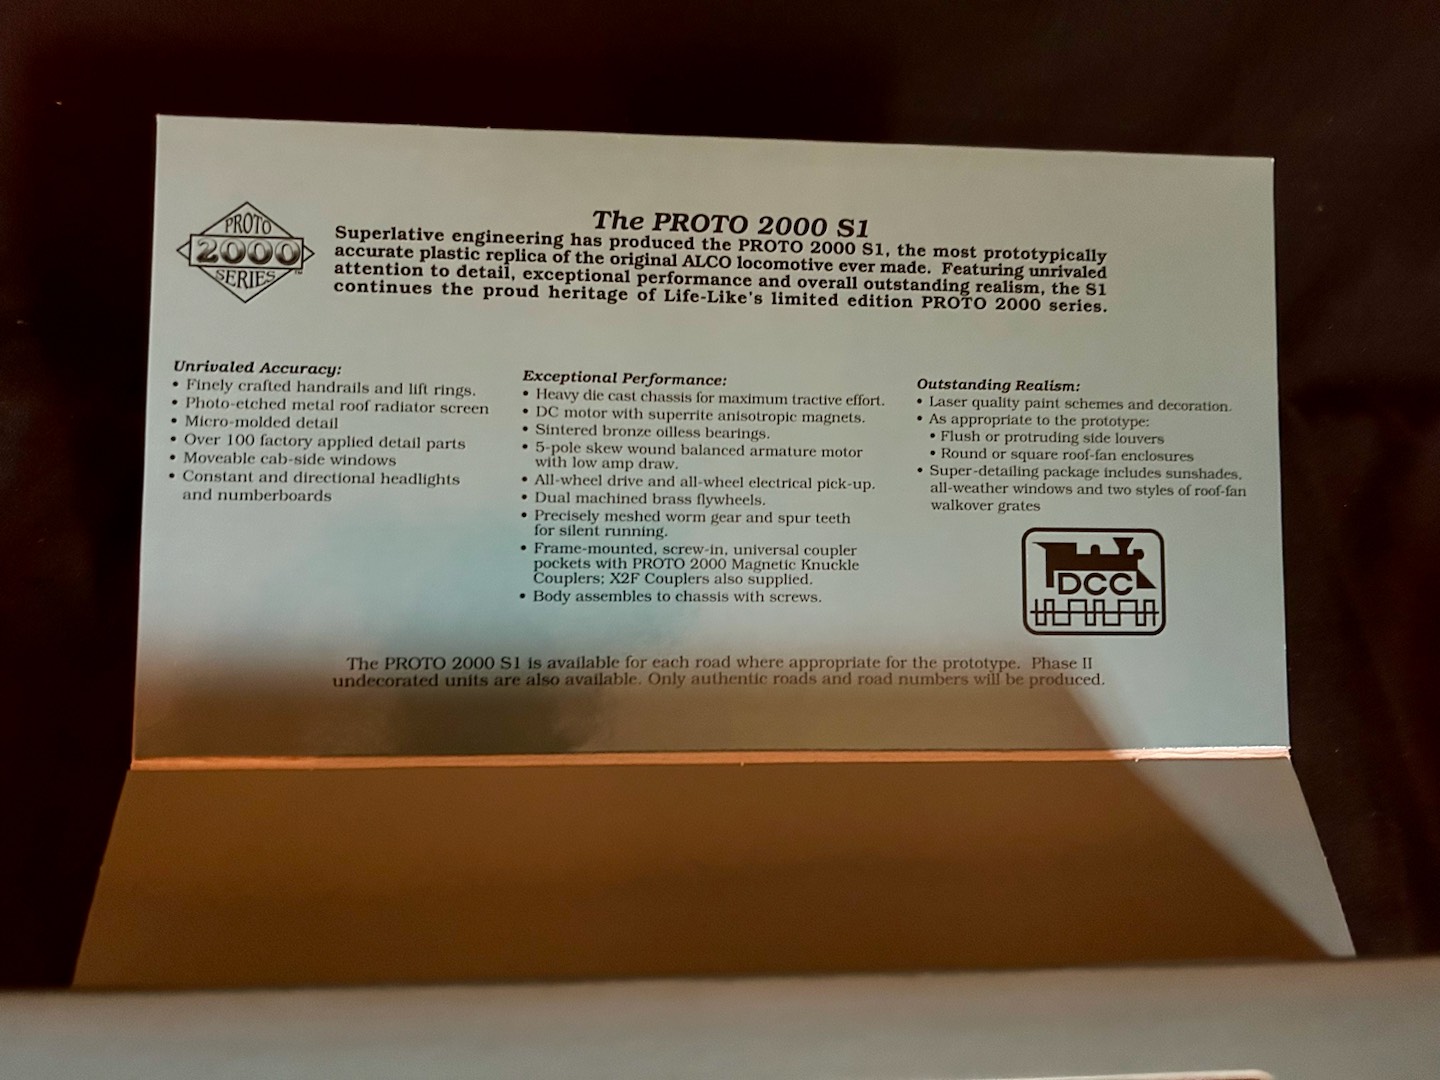 PROTO
2000
SERIES™
The PROTO 2000 S1
Superlative engineering has produced the PROTO 2000 S1, the most prototypically
accurate plastic replica of the original ALCO locomotive ever made. Featuring unrivaled
attention to detail, exceptional performance and overall outstanding realism, the S1
continues the proud heritage of Life-Like's limited edition PROTO 2000 series.
Unrivaled Accuracy:
• Finely crafted handrails and lift rings.
• Photo-etched metal roof radiator screen
• Micro-molded detail
• Over 100 factory applied detail parts
• Moveable cab-side windows
• Constant and directional headlights
and numberboards
Exceptional Performance:
• Heavy die cast chassis for maximum tractive effort.
• DC motor with superrite anisotropic magnets.
• Sintered bronze oilless bearings.
• 5-pole skew wound balanced armature motor
with low amp draw.
• All-wheel drive and all-wheel electrical pick-up.
• Dual machined brass flywheels.
• Precisely meshed worm gear and spur teeth
for silent running.
• Frame-mounted, screw-in, universal coupler
pockets with PROTO 2000 Magnetic Knuckle
Couplers; X2F Couplers also supplied.
• Body assembles to chassis with screws.
Outstanding Realism:
• Laser quality paint schemes and decoration.
• As appropriate to the prototype:
• Flush or protruding side louvers
• Round or square roof-fan enclosures
• Super-detailing package includes sunshades,
all-weather windows and two styles of roof-fan
walkover grates
DCC
The PROTO 2000 S1 is available for each road where appropriate for the prototype. Phase II
undecorated units are also available. Only authentic roads and road numbers will be produced.